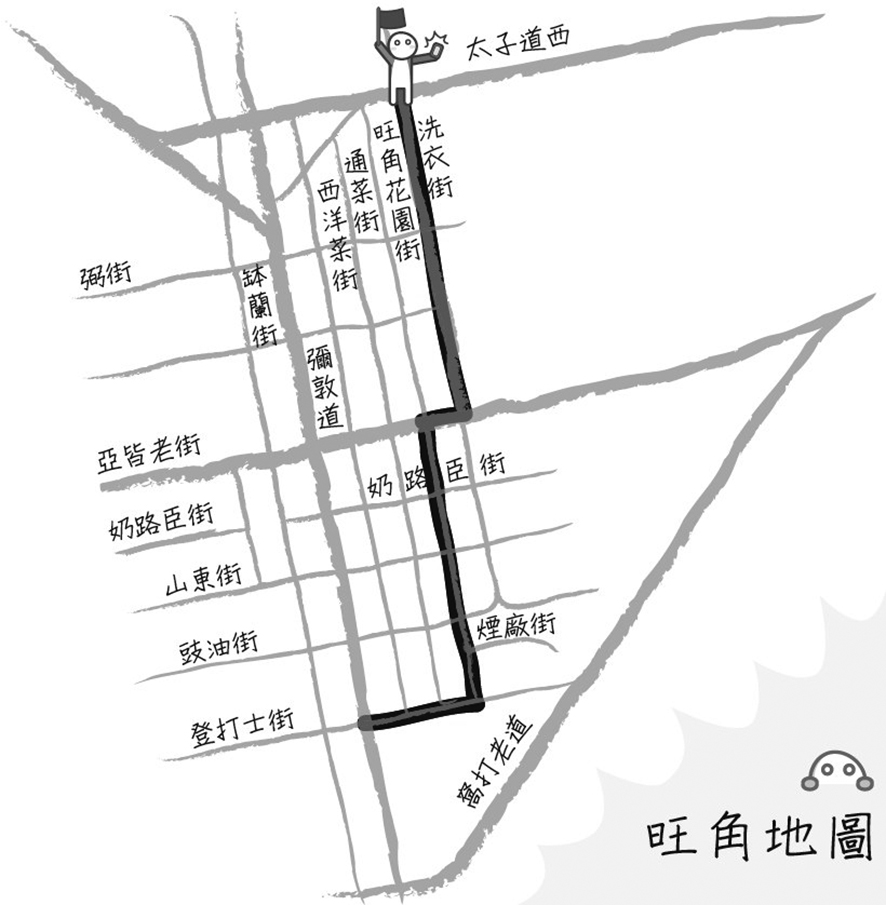 太子道西
洗衣街
旺角花園街
通菜街
西洋菜街
弼街
缽蘭街
彌敦道
亞皆老街
奶路臣街
奶路臣街
山東街
豉油街
煙廠街
登打士街
窩打老道
旺角地圖